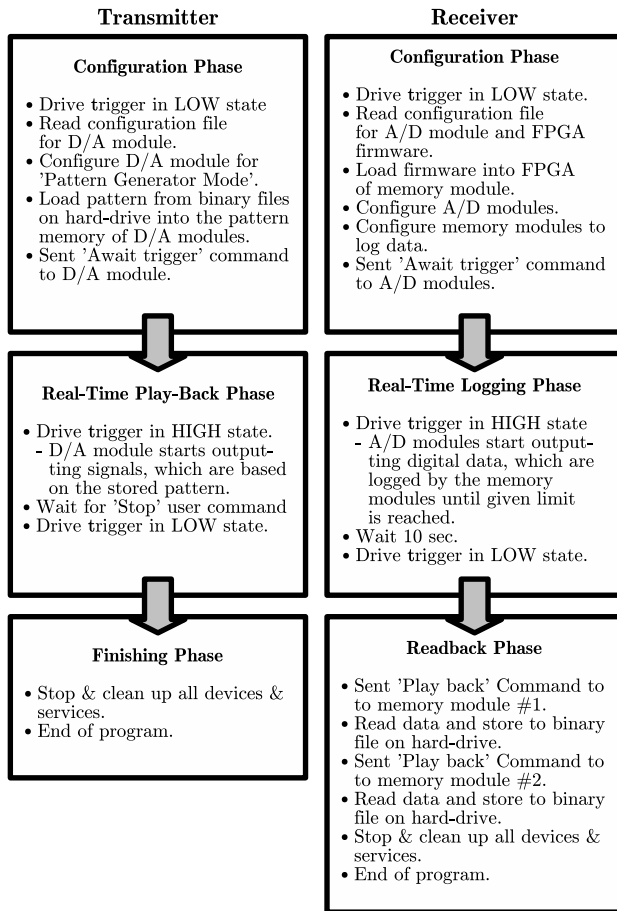 Transmitter
Configuration Phase
• Drive trigger in LOW state
• Read configuration file
for D/A module.
• Configure D/A module for
'Pattern Generator Mode'.
• Load pattern from binary files
on hard-drive into the pattern
memory of D/A modules.
• Sent 'Await trigger' command
to D/A module.
Real-Time Play-Back Phase
• Drive trigger in HIGH state.
- D/A module starts output-
ting signals, which are based
on the stored pattern.
• Wait for 'Stop' user command
• Drive trigger in LOW state.
Finishing Phase
• Stop & clean up all devices &
services.
• End of program.
Receiver
Configuration Phase
• Drive trigger in LOW state.
• Read configuration file
for A/D module and FPGA
firmware.
• Load firmware into FPGA
of memory module.
• Configure A/D modules.
• Configure memory modules to
log data.
• Sent 'Await trigger' command
to A/D modules.
Real-Time Logging Phase
• Drive trigger in HIGH state
- A/D modules start output-
ting digital data, which are
logged by the memory
modules until given limit
is reached.
• Wait 10 sec.
• Drive trigger in LOW state.
Readback Phase
• Sent 'Play back' Command to
to memory module #1.
• Read data and store to binary
file on hard-drive.
• Sent 'Play back' Command to
to memory module #2.
• Read data and store to binary
file on hard-drive.
• Stop & clean up all devices &
services.
• End of program.